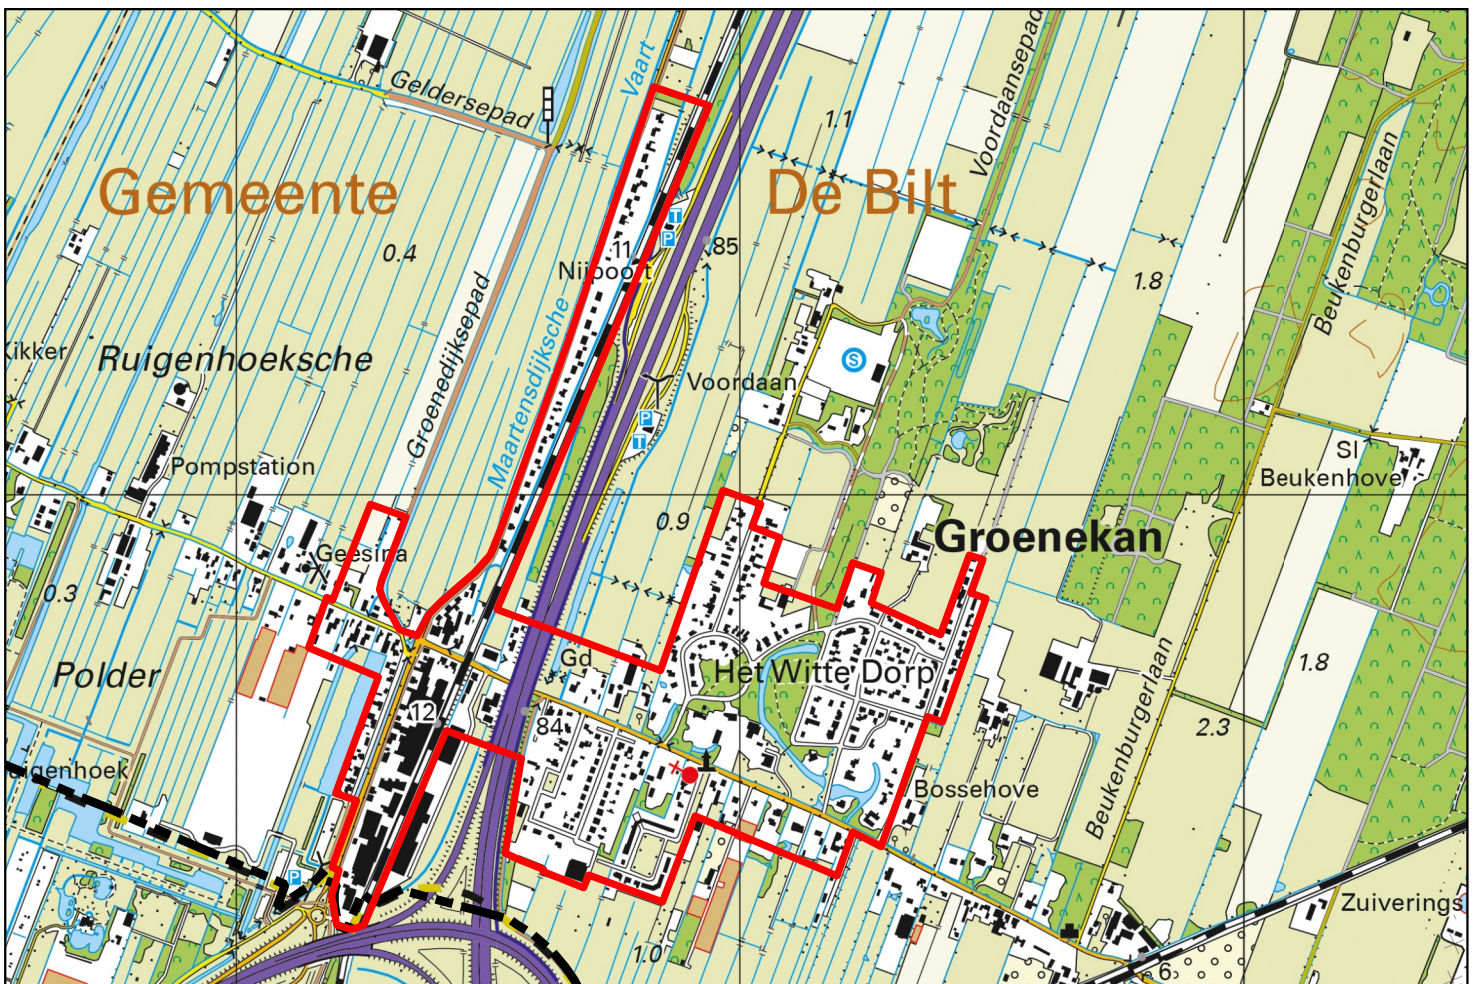 Vaart
Geldersepad
Voordaansepad
1.1
Gemeente
De Bilt
Beukenburgerlaan
T
P
11
85
0.4
Nijpoort
1.8
Groenedijksepad
Maartensdijksche
Kikker
Ruigenhoeksche
S
Voordaan
P
T
Pompstation
Sl
Beukenhove
0.9
Groenekan
Geesina
0.3
1.8
Gd
Polder
Het Witte Dorp
Beukenburgerlaan
12
84
2.3
uigenhoek
Bossehove
P
Zuiverings
1.0
6